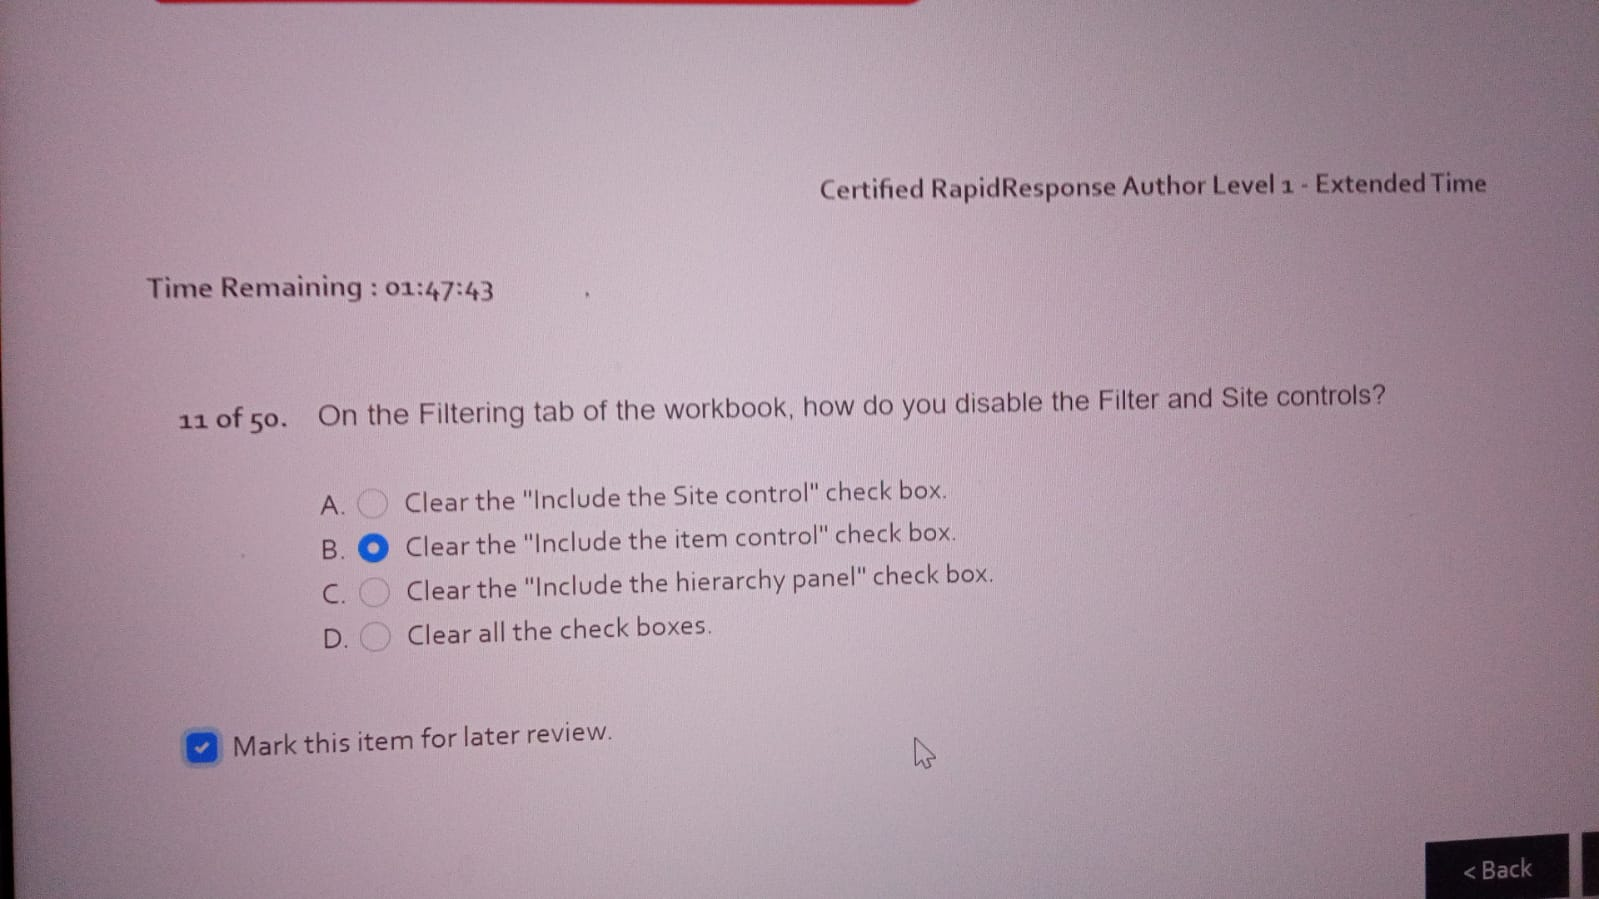 Certified RapidResponse Author Level 1 - Extended Time
Time Remaining : 01:47:43
11 of 50. On the Filtering tab of the workbook, how do you disable the Filter and Site controls?
A. Clear the "Include the Site control" check box.
B. Clear the "Include the item control" check box.
C. Clear the "Include the hierarchy panel" check box.
D. Clear all the check boxes.
Mark this item for later review.
< Back